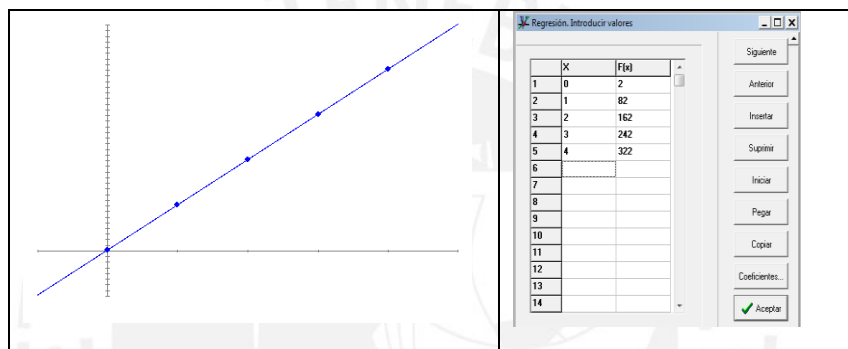 Regresión. Introducir valores
X F(x)
1 0 2
2 1 82
3 2 162
4 3 242
5 4 322
6
7
8
9
10
11
12
13
14
Siguiente
Anterior
Insertar
Suprimir
Iniciar
Pegar
Copiar
Coeficientes...
Aceptar